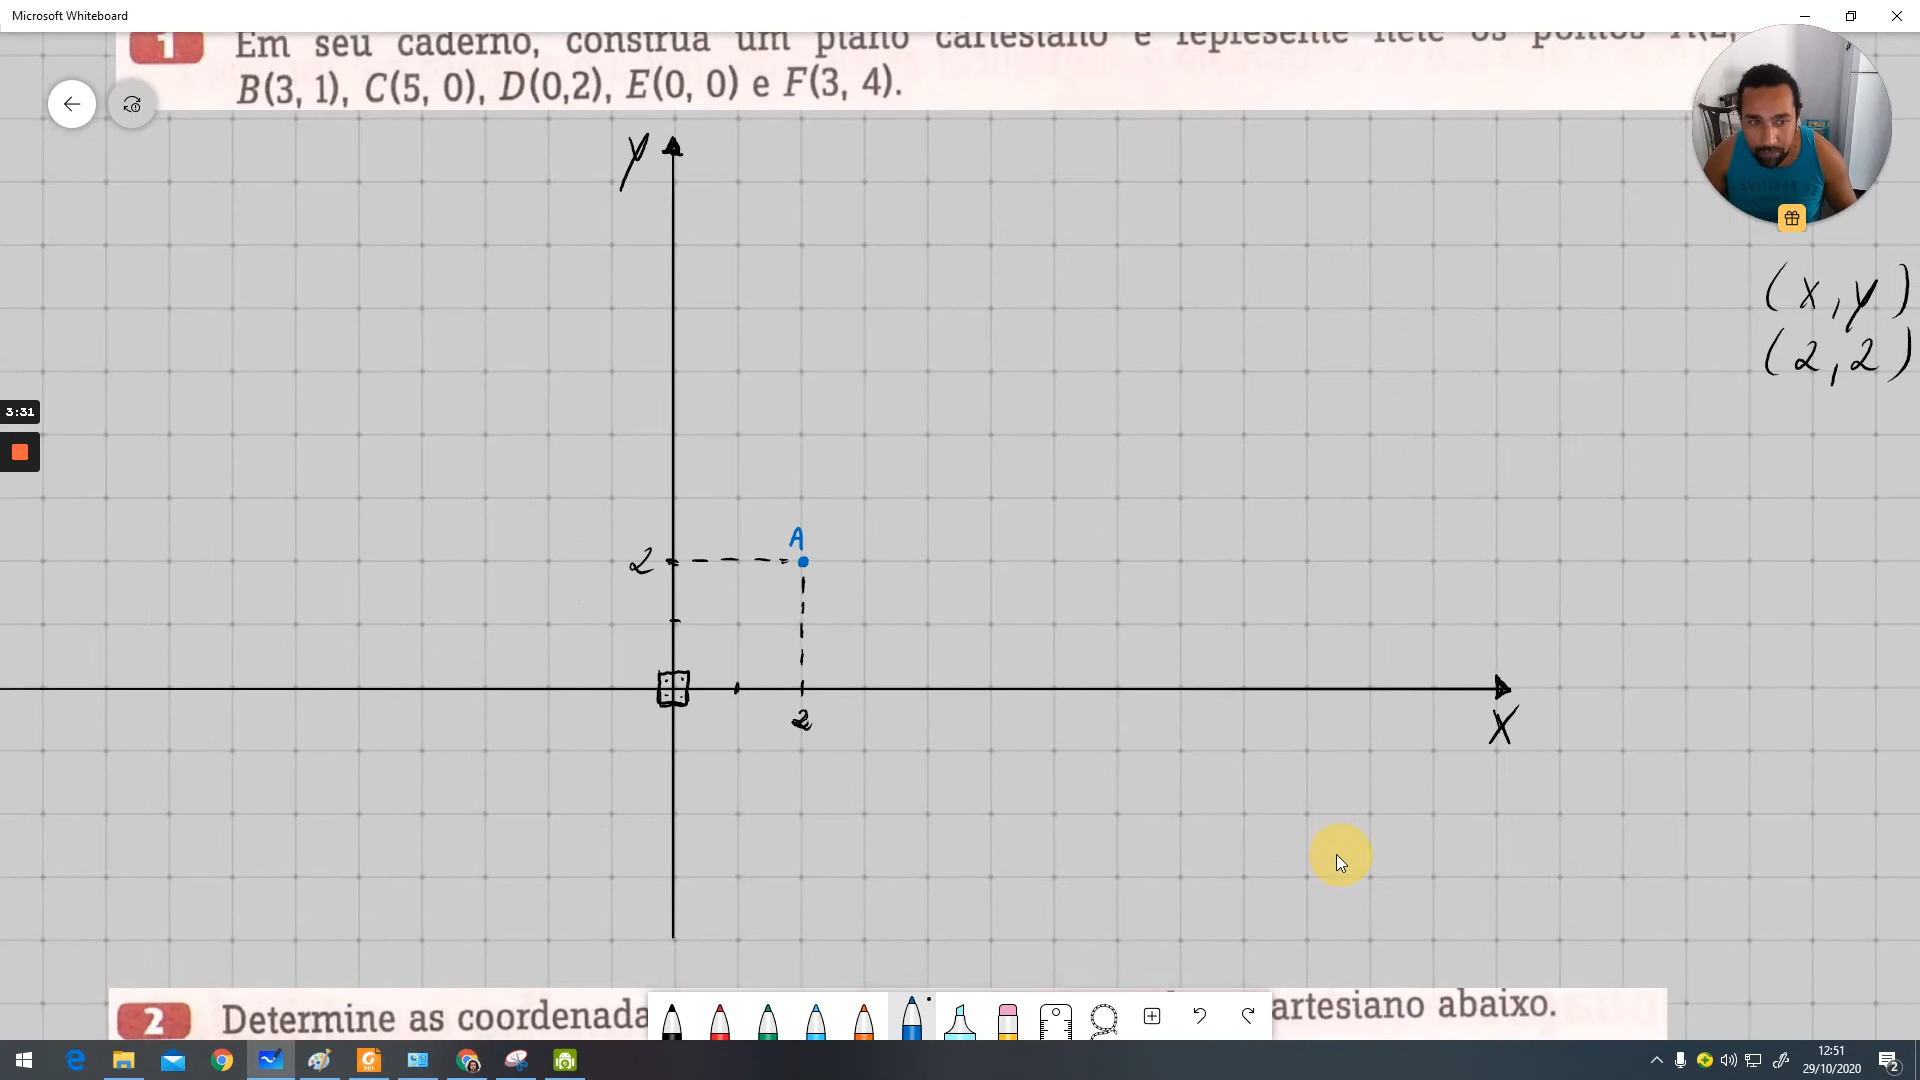 Microsoft Whiteboard
1 Em seu caderno, construa um plano cartesiano e represente nele os pontos A(2,
B(3, 1), C(5, 0), D(0,2), E(0, 0) e F(3, 4).
y
(x,y)
(2,2)
3:31
A
2
2
X
2 Determine as coordenada
artesiano abaixo.
12:51
29/10/2020
2